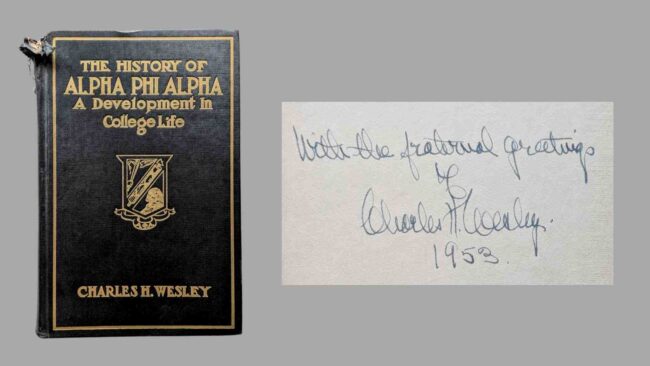 THE HISTORY OF
ALPHA PHI ALPHA
A Development in
College Life
CHARLES H. WESLEY
With the fraternal greetings
of
Charles H. Wesley.
1953.